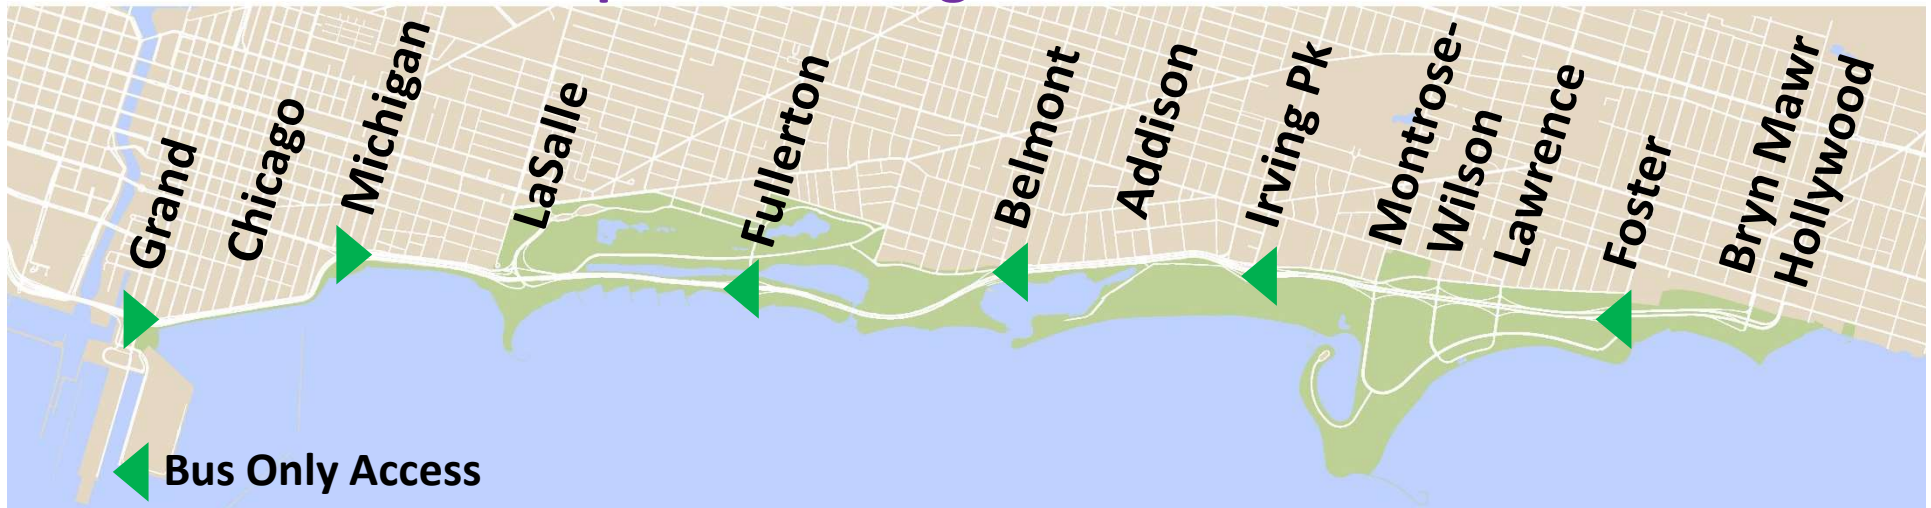 Grand
Chicago
Michigan
LaSalle
Fullerton
Belmont
Addison
Irving Pk
Montrose-
Wilson
Lawrence
Foster
Bryn Mawr
Hollywood
Bus Only Access